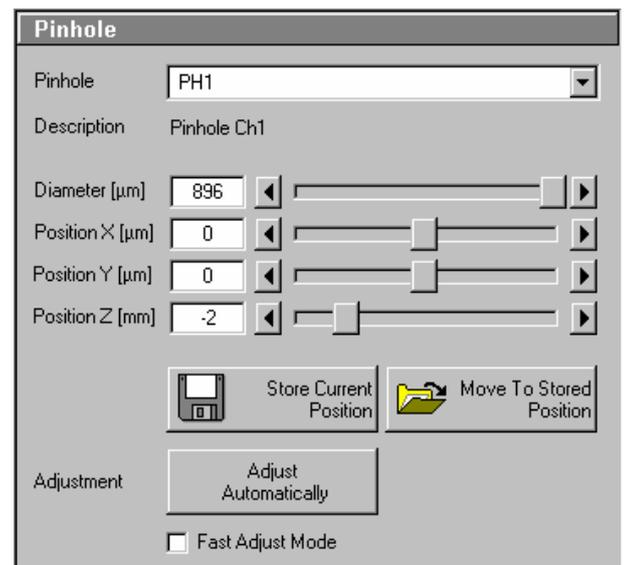 Pinhole
Pinhole PH1
Description Pinhole Ch1
Diameter [µm] 896
Position X [µm] 0
Position Y [µm] 0
Position Z [mm] -2
Store Current Position
Move To Stored Position
Adjustment
Adjust Automatically
Fast Adjust Mode